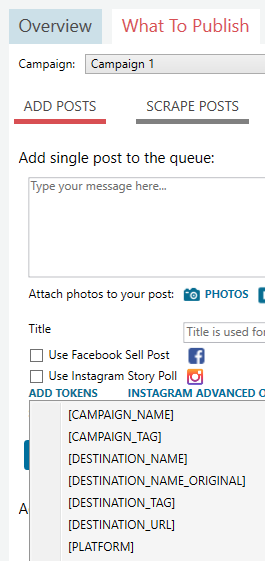 Overview What To Publish
Campaign: Campaign 1
ADD POSTS SCRAPE POSTS
Add single post to the queue:
Type your message here...
Attach photos to your post: PHOTOS
Title Title is used
Use Facebook Sell Post
Use Instagram Story Poll
ADD TOKENS INSTAGRAM ADVANCED
[CAMPAIGN_NAME]
[CAMPAIGN_TAG]
[DESTINATION_NAME]
[DESTINATION_NAME_ORIGINAL]
[DESTINATION_TAG]
[DESTINATION_URL]
[PLATFORM]